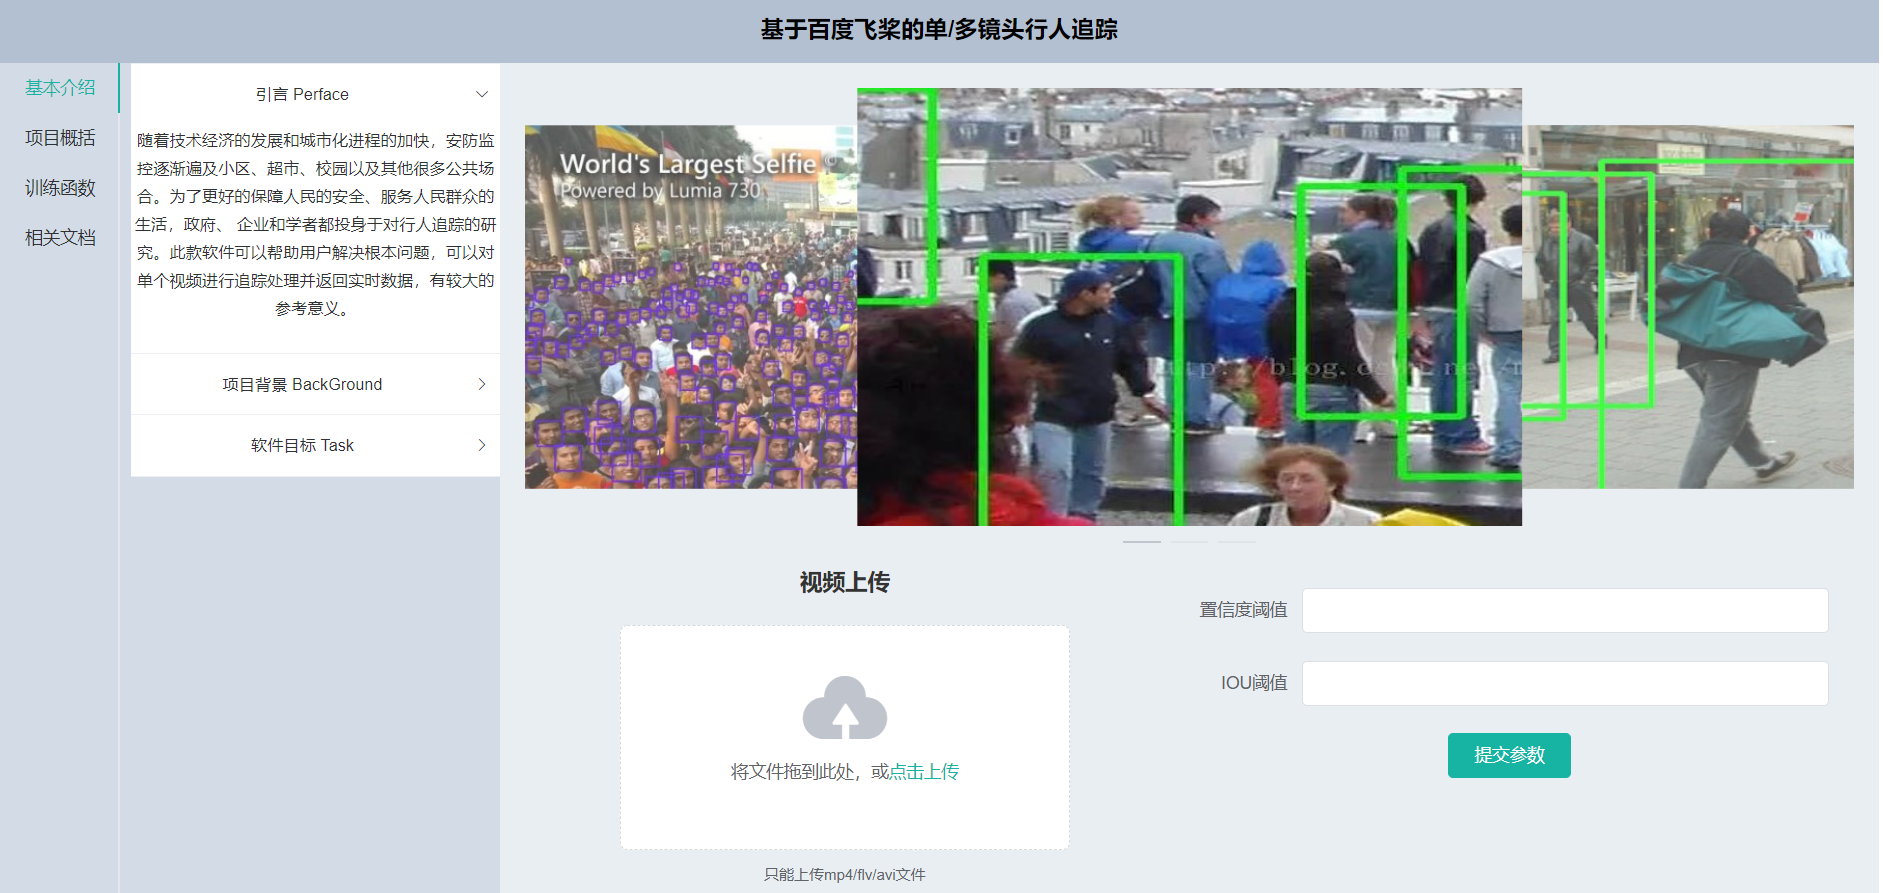 基于百度飞桨的单/多镜头行人追踪
基本介绍
项目概括
训练函数
相关文档
引言 Perface
随着技术经济的发展和城市化进程的加快，安防监
控逐渐遍及小区、超市、校园以及其他很多公共场
合。为了更好的保障人民的安全、服务人民群众的
生活，政府、 企业和学者都投身于对行人追踪的研
究。此款软件可以帮助用户解决根本问题，可以对
单个视频进行追踪处理并返回实时数据，有较大的
参考意义。
项目背景 BackGround
软件目标 Task
World's Largest Selfie ©
Powered by Lumia 730
http://blog.
视频上传
将文件拖到此处，或点击上传
只能上传mp4/flv/avi文件
置信度阈值
IOU阈值
提交参数